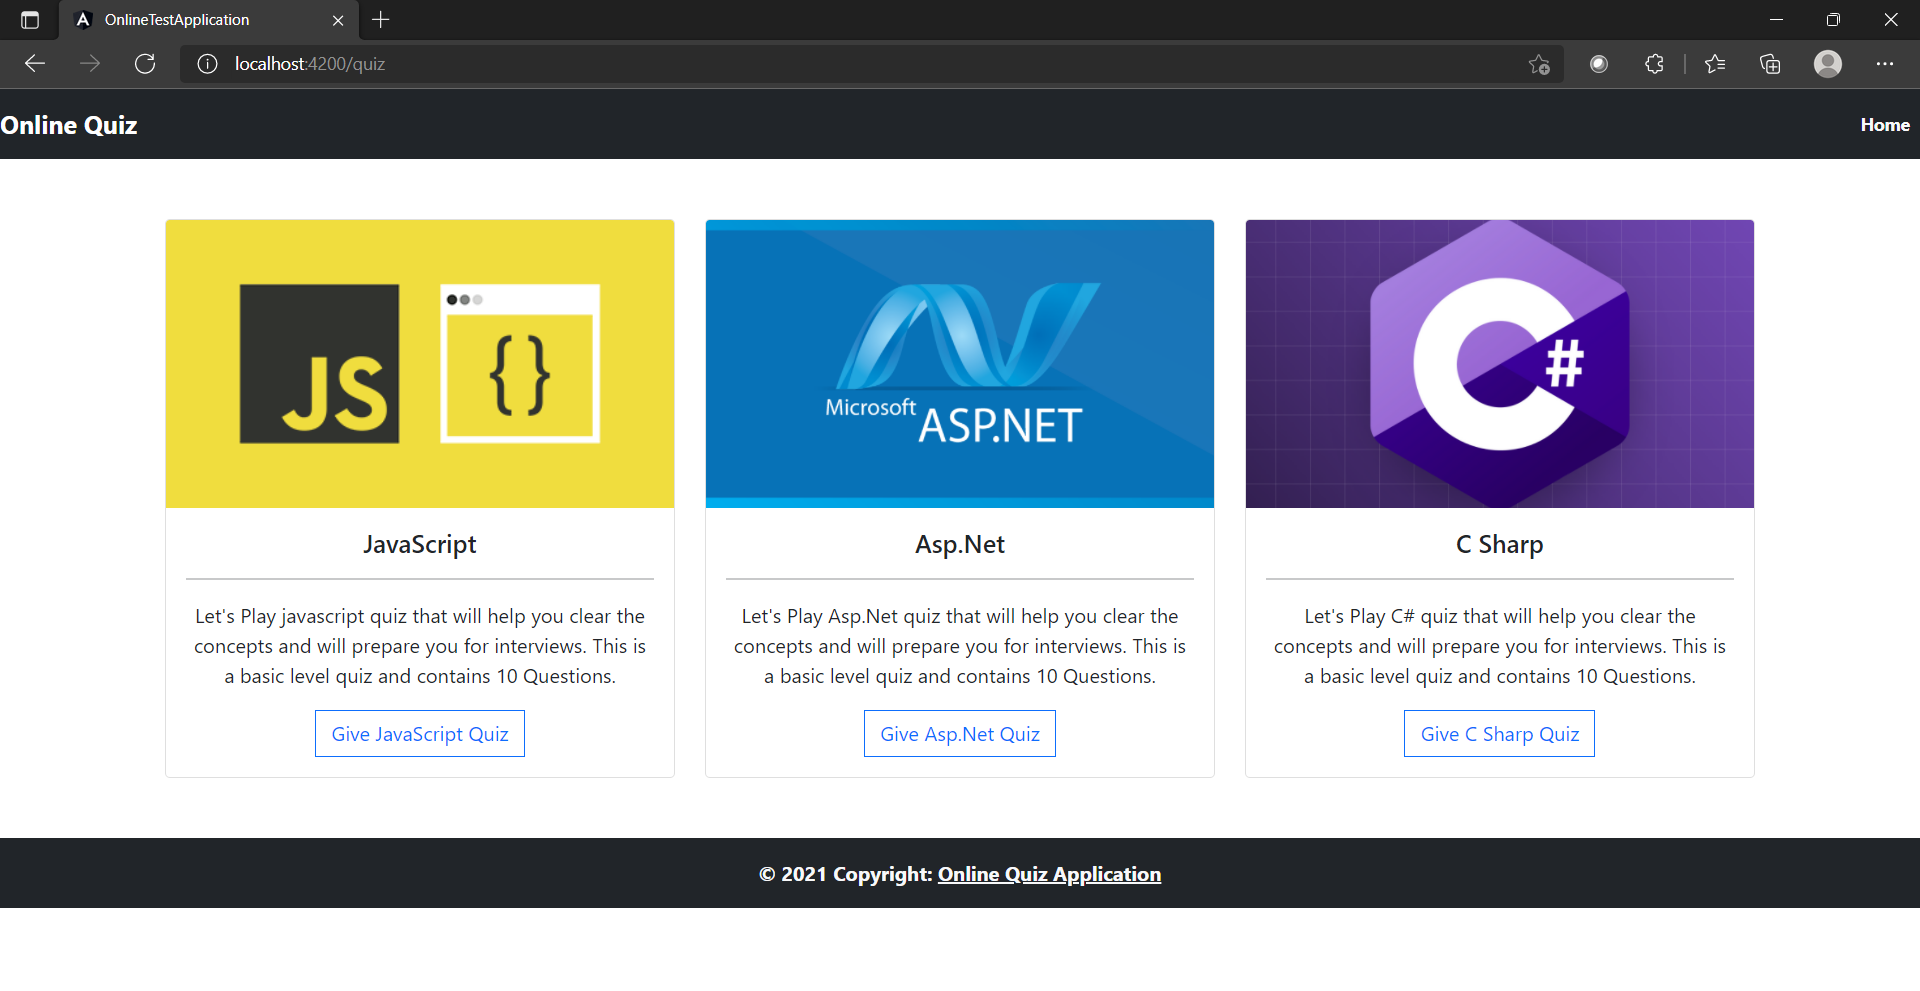 OnlineTestApplication
localhost:4200/quiz
Online Quiz
Home
JS
{}
Microsoft
ASP.NET
C#
JavaScript
Let's Play javascript quiz that will help you clear the
concepts and will prepare you for interviews. This is
a basic level quiz and contains 10 Questions.
Give JavaScript Quiz
Asp.Net
Let's Play Asp.Net quiz that will help you clear the
concepts and will prepare you for interviews. This is
a basic level quiz and contains 10 Questions.
Give Asp.Net Quiz
C Sharp
Let's Play C# quiz that will help you clear the
concepts and will prepare you for interviews. This is
a basic level quiz and contains 10 Questions.
Give C Sharp Quiz
© 2021 Copyright: Online Quiz Application